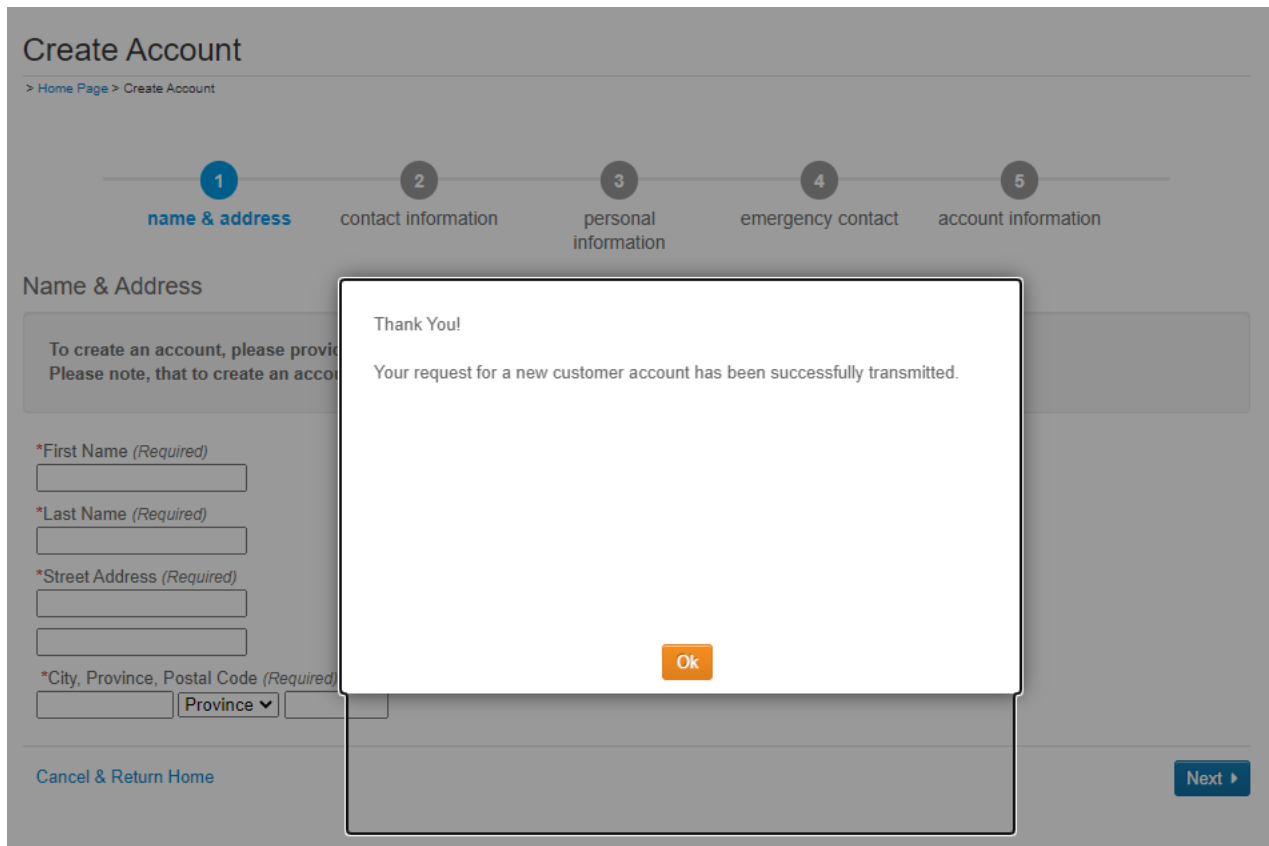 Create Account
> Home Page > Create Account
1
2
3
4
5
name & address
contact information
personal
information
emergency contact
account information
Name & Address
To create an account, please
Please note, that to create an
Thank You!
Your request for a new customer account has been successfully transmitted.
Ok
*First Name (Required)
*Last Name (Required)
*Street Address (Required)
*City, Province, Postal Code (Required)
Province
Cancel & Return Home
Next